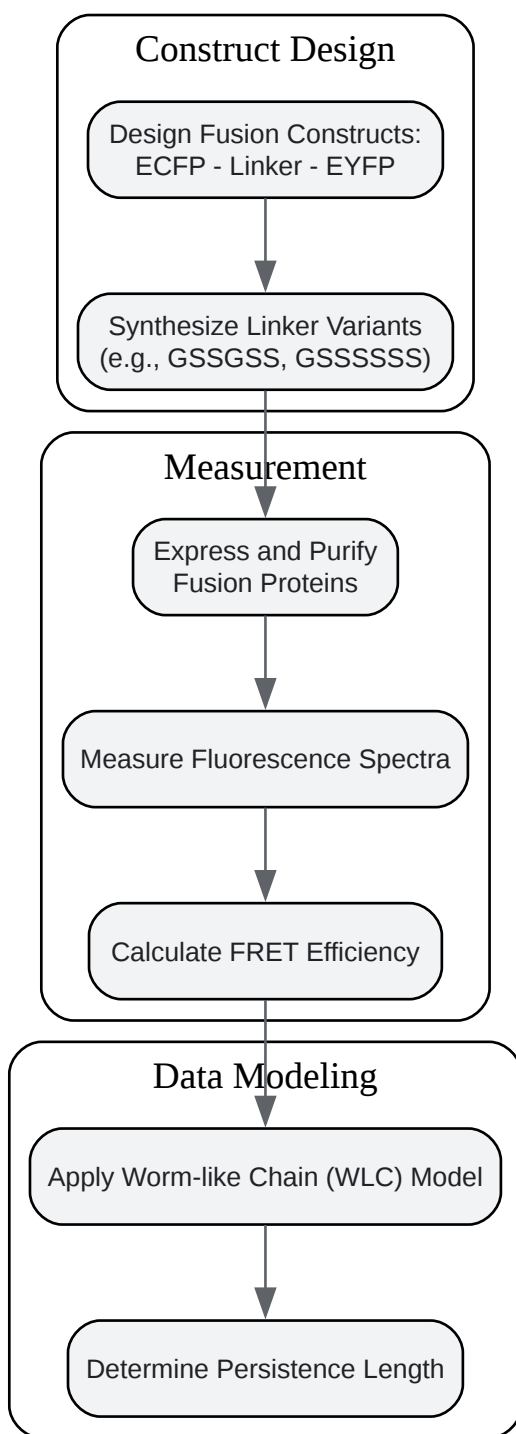 Construct Design
Design Fusion Constructs:
ECFP - Linker - EYFP
Synthesize Linker Variants
(e.g., GSSGSS, GSSSSSS)
Measurement
Express and Purify
Fusion Proteins
Measure Fluorescence Spectra
Calculate FRET Efficiency
Data Modeling
Apply Worm-like Chain (WLC) Model
Determine Persistence Length